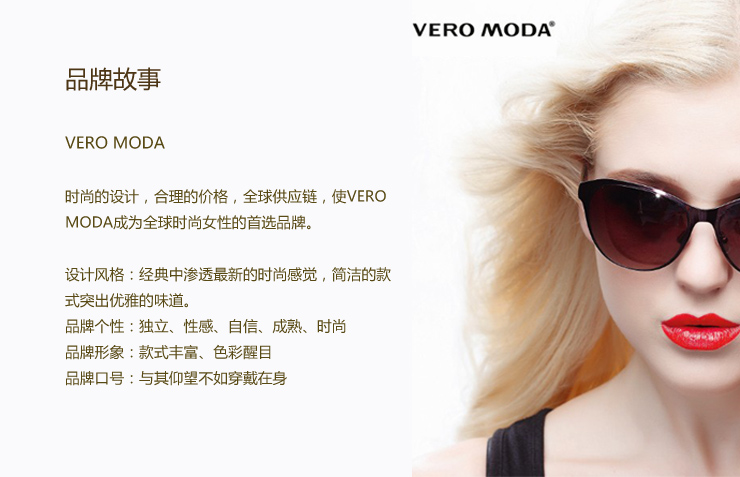 VERO MODA®
品牌故事
VERO MODA
时尚的设计，合理的价格，全球供应链，使VERO
MODA成为全球时尚女性的首选品牌。
设计风格：经典中渗透最新的时尚感觉，简洁的款
式突出优雅的味道。
品牌个性：独立、性感、自信、成熟、时尚
品牌形象：款式丰富、色彩醒目
品牌口号：与其仰望不如穿戴在身